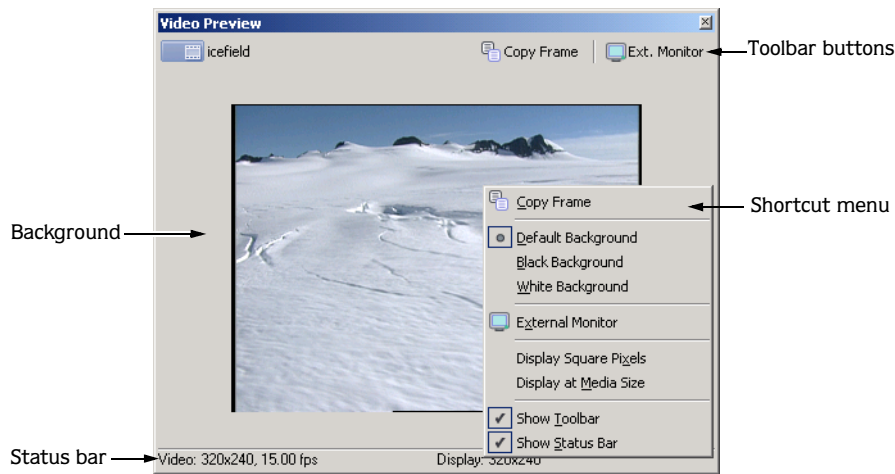 Video Preview
icefield
Copy Frame
Ext. Monitor
Toolbar buttons
Copy Frame
Shortcut menu
Default Background
Black Background
White Background
Background
External Monitor
Display Square Pixels
Display at Media Size
Show Toolbar
Show Status Bar
Status bar
Video: 320x240, 15.00 fps
Display: 320x240